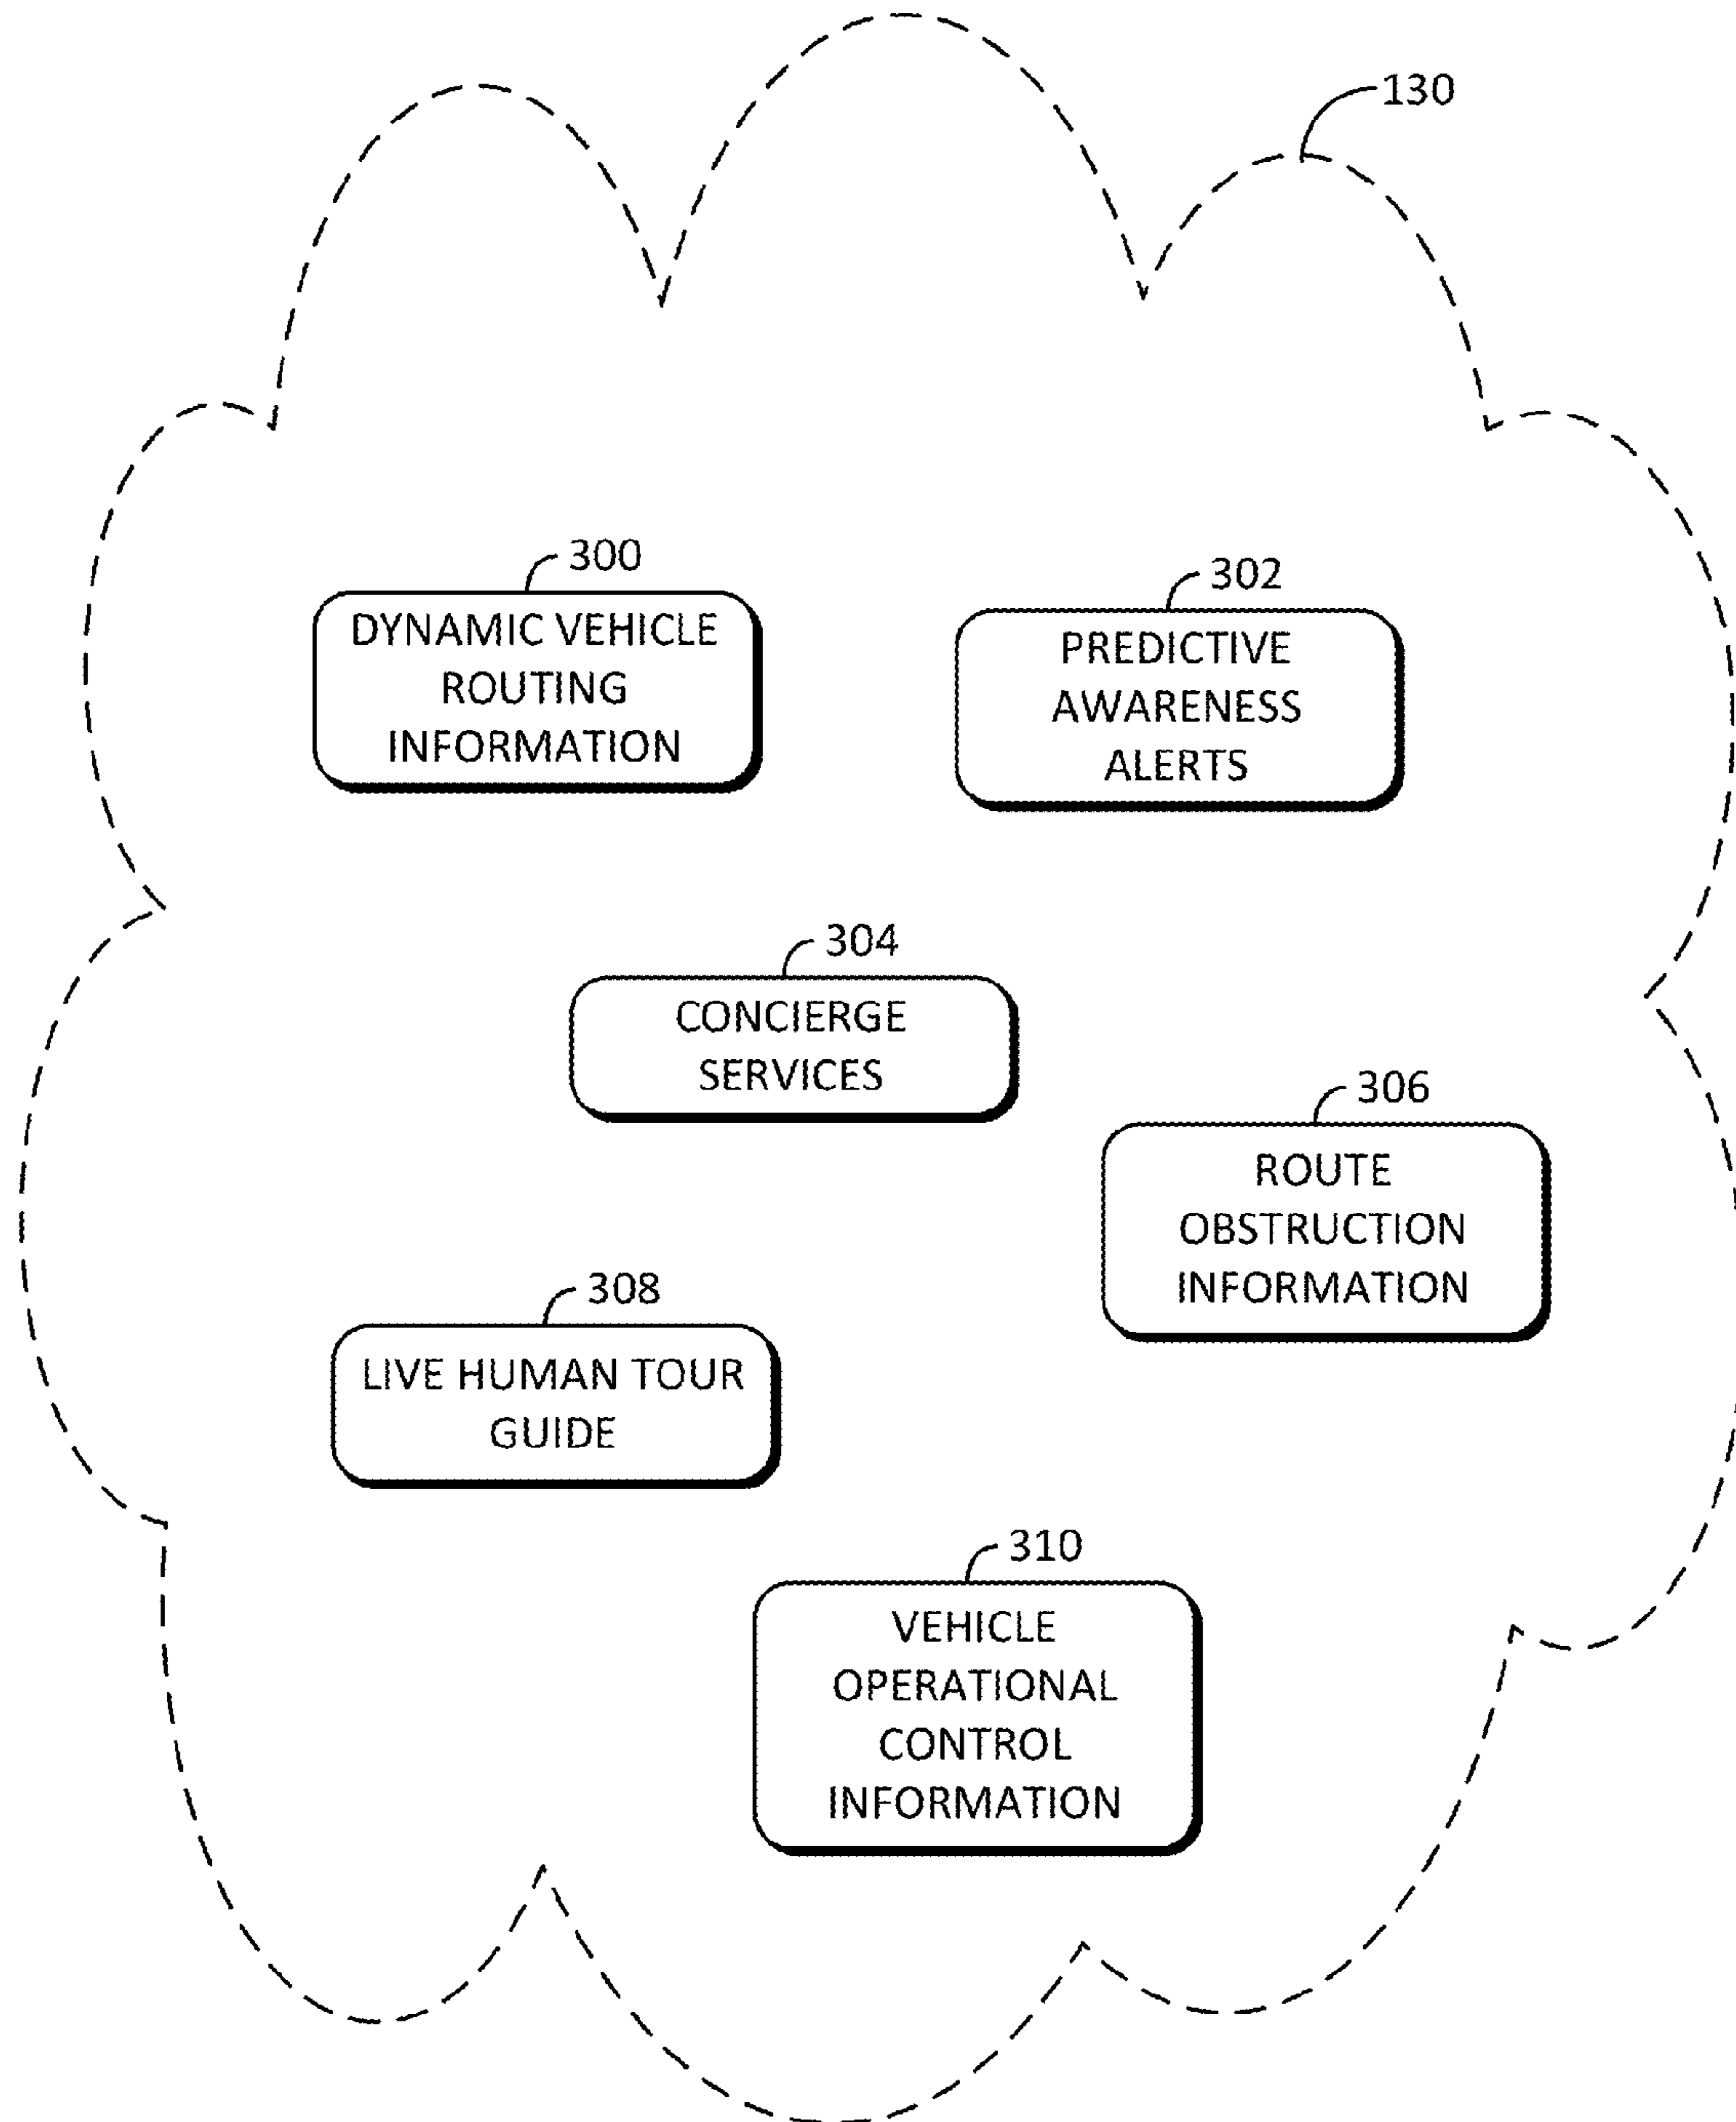 130
300
DYNAMIC VEHICLE
ROUTING
INFORMATION
302
PREDICTIVE
AWARENESS
ALERTS
304
CONCIERGE
SERVICES
306
ROUTE
OBSTRUCTION
INFORMATION
308
LIVE HUMAN TOUR
GUIDE
310
VEHICLE
OPERATIONAL
CONTROL
INFORMATION